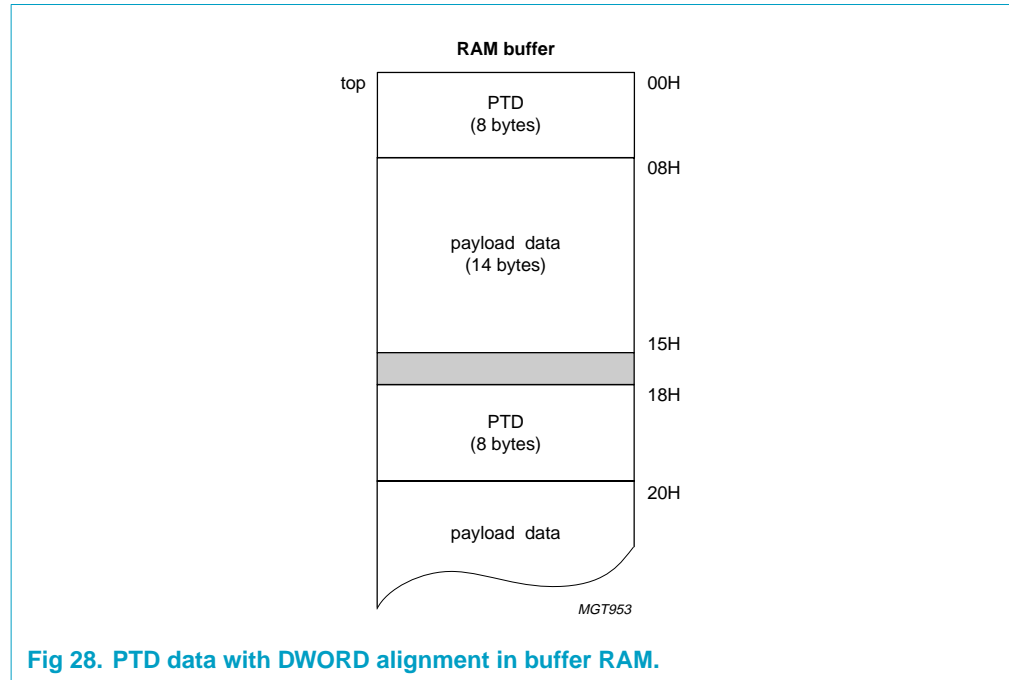 RAM buffer
top
00H
PTD
(8 bytes)
08H
payload data
(14 bytes)
15H
18H
PTD
(8 bytes)
20H
payload data
MGT953
Fig 28. PTD data with DWORD alignment in buffer RAM.